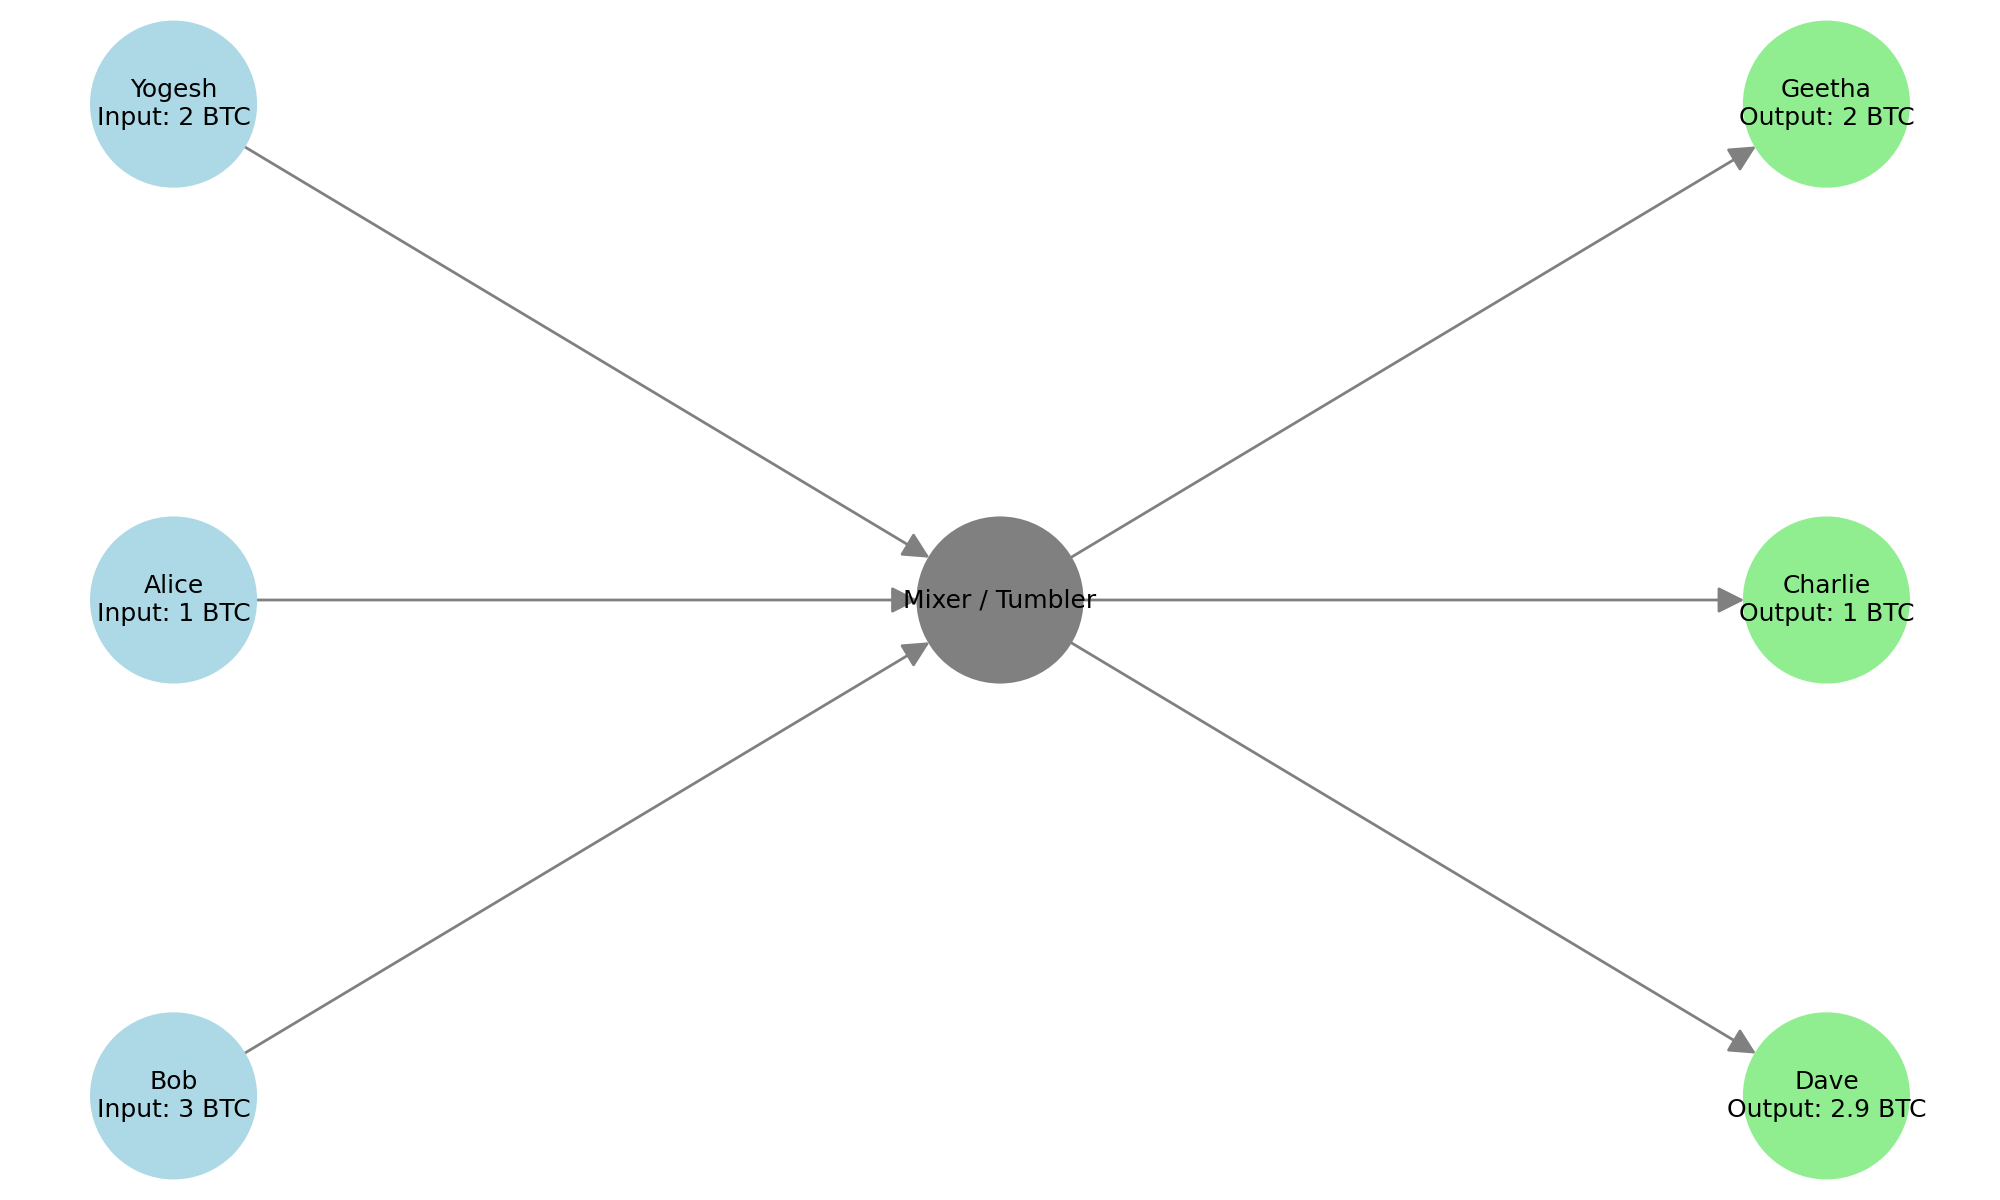 Yogesh
Input: 2 BTC
Geetha
Output: 2 BTC
Alice
Input: 1 BTC
Mixer / Tumbler
Charlie
Output: 1 BTC
Bob
Input: 3 BTC
Dave
Output: 2.9 BTC